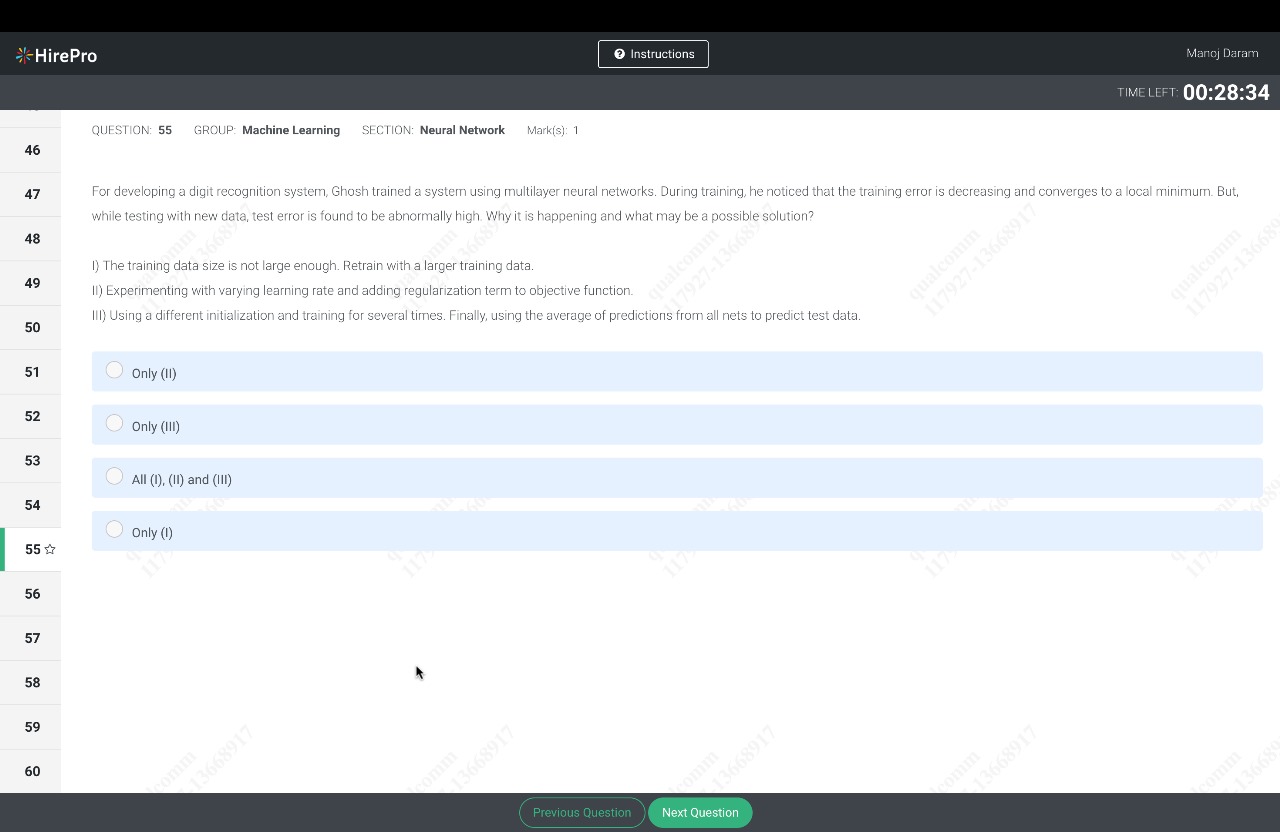 HirePro
Instructions
Manoj Daram
TIME LEFT: 00:28:34
QUESTION: 55 GROUP: Machine Learning SECTION: Neural Network Mark(s): 1
46
47
48
49
50
51
52
53
54
55
56
57
58
59
60
For developing a digit recognition system, Ghosh trained a system using multilayer neural networks. During training, he noticed that the training error is decreasing and converges to a local minimum. But,
while testing with new data, test error is found to be abnormally high. Why it is happening and what may be a possible solution?
I) The training data size is not large enough. Retrain with a larger training data.
II) Experimenting with varying learning rate and adding regularization term to objective function.
III) Using a different initialization and training for several times. Finally, using the average of predictions from all nets to predict test data.
Only (II)
Only (III)
All (I), (II) and (III)
Only (I)
qualcomm
117927-13668917
Previous Question
Next Question